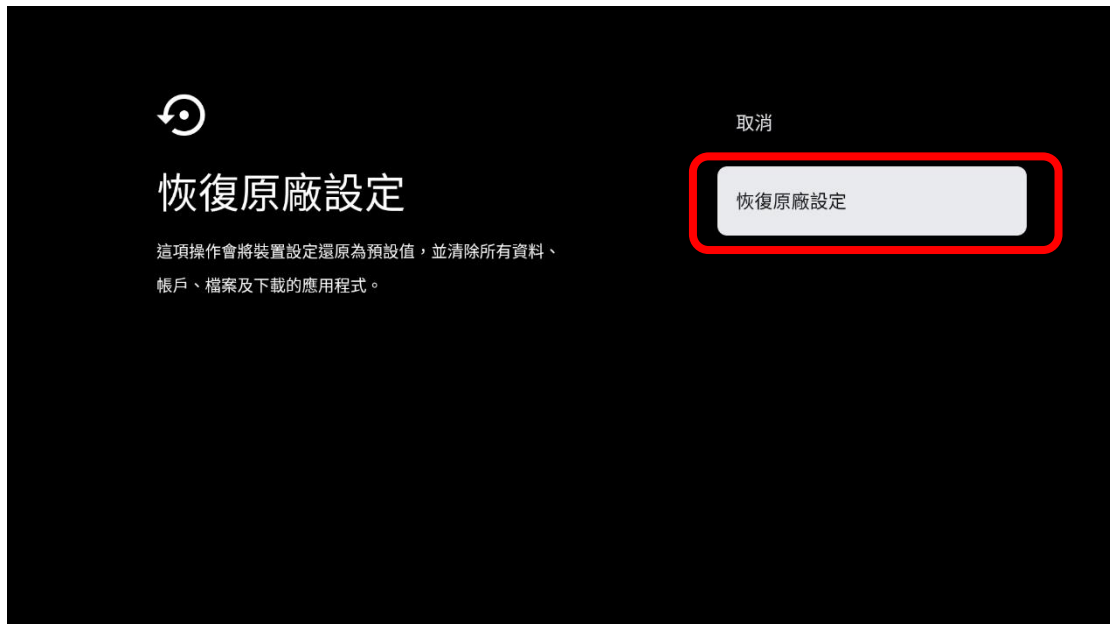 恢復原廠設定
這項操作會將裝置設定還原為預設值，並清除所有資料、
帳戶、檔案及下載的應用程式。
取消
恢復原廠設定